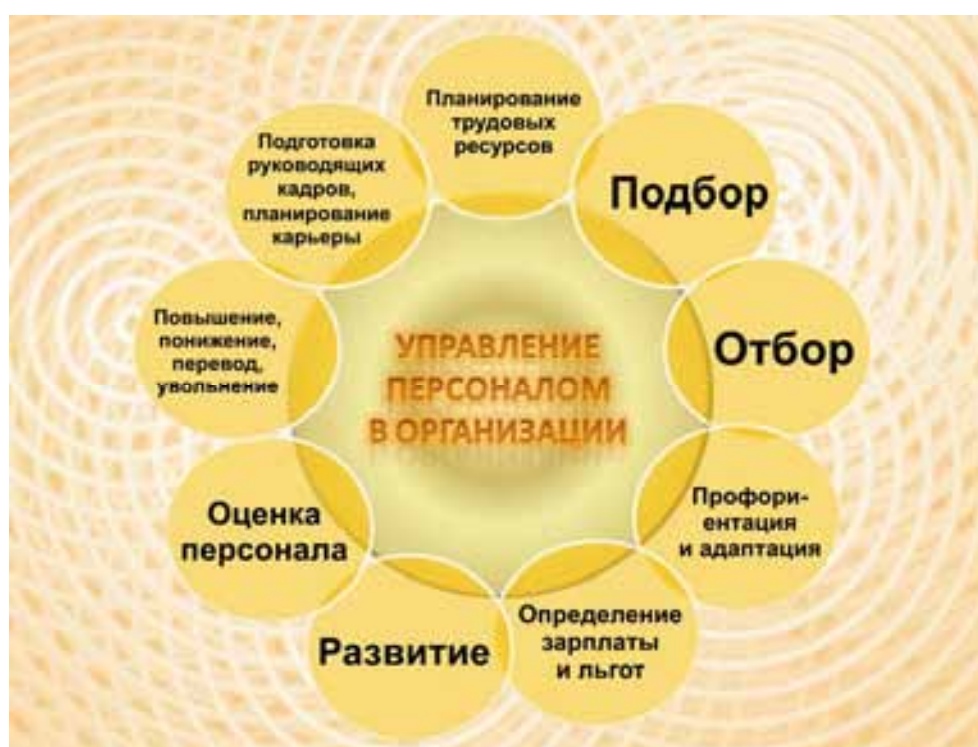 Планирование
трудовых
ресурсов
Подбор
Отбор
Профори-
ентация
и адаптация
Определение
зарплаты
и льгот
Развитие
Оценка
персонала
Повышение,
понижение,
перевод,
увольнение
Подготовка
руководящих
кадров,
планирование
карьеры
УПРАВЛЕНИЕ
ПЕРСОНАЛОМ
В ОРГАНИЗАЦИИ